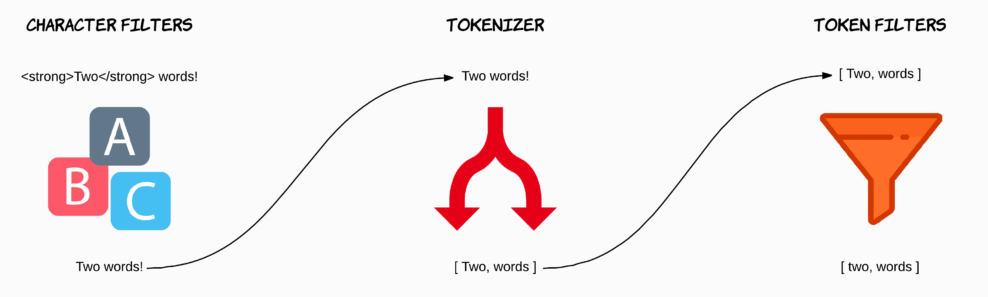 CHARACTER FILTERS
<strong>Two</strong> words!
A
B
C
Two words!
TOKENIZER
Two words!
[ Two, words ]
TOKEN FILTERS
[ Two, words ]
[ two, words ]